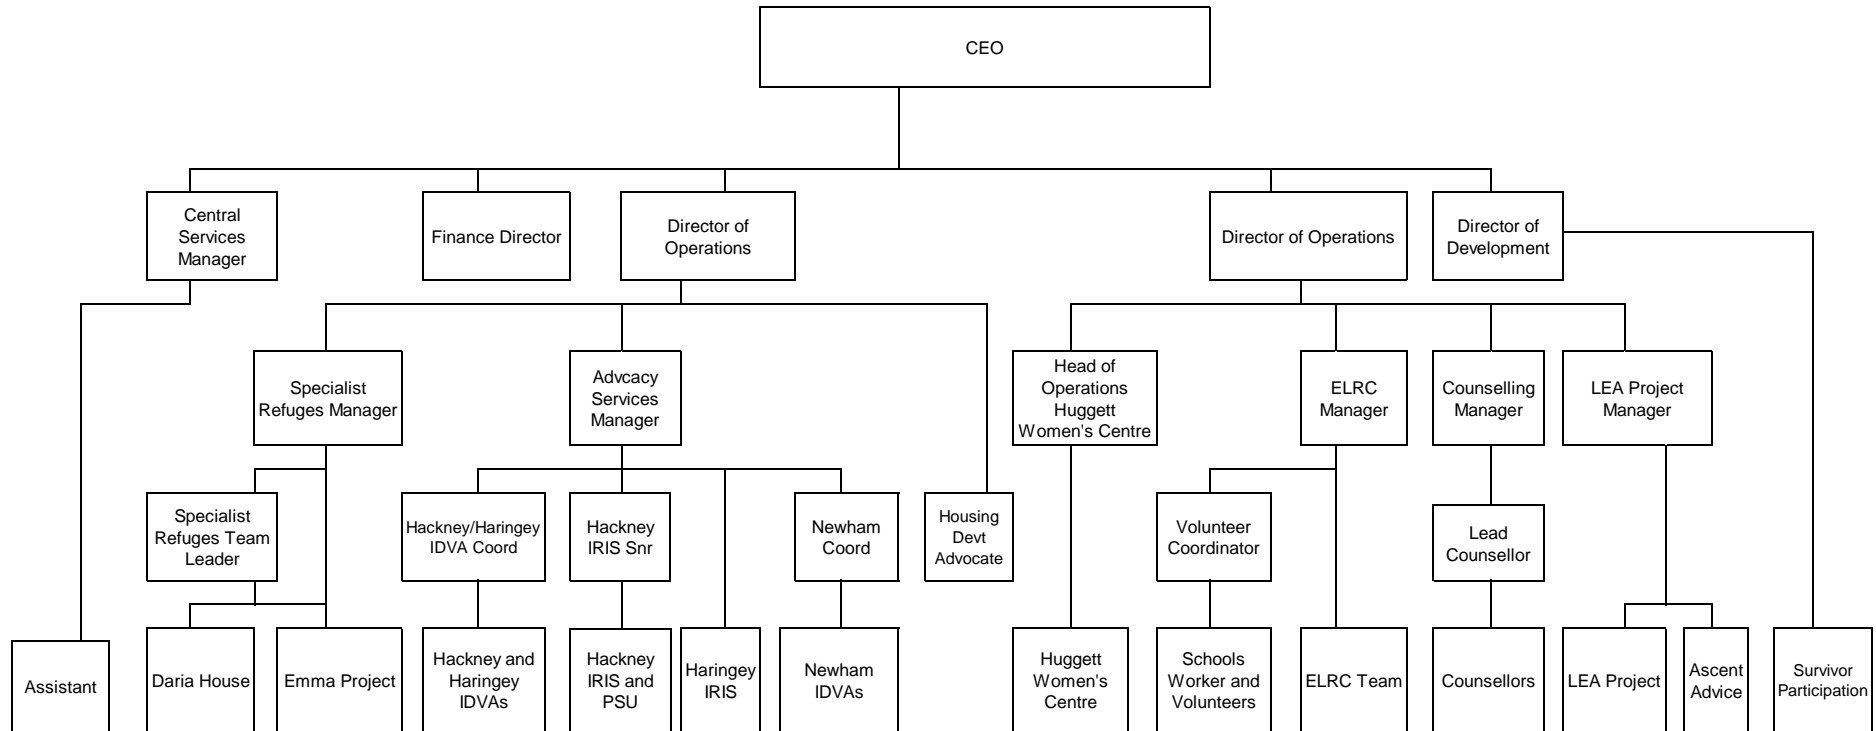 CEO
Central
Services
Manager
Finance Director
Director of
Operations
Director of Operations
Director of
Development
Specialist
Refuges Manager
Advcacy
Services
Manager
Head of
Operations
Huggett
Women's Centre
ELRC
Manager
Counselling
Manager
LEA Project
Manager
Specialist
Refuges Team
Leader
Hackney/Haringey
IDVA Coord
Hackney
IRIS Snr
Newham
Coord
Housing
Devt
Advocate
Volunteer
Coordinator
Lead
Counsellor
Assistant
Daria House
Emma Project
Hackney and
Haringey
IDVAs
Hackney
IRIS and
PSU
Haringey
IRIS
Newham
IDVAs
Huggett
Women's
Centre
Schools
Worker and
Volunteers
ELRC Team
Counsellors
LEA Project
Ascent
Advice
Survivor
Participation